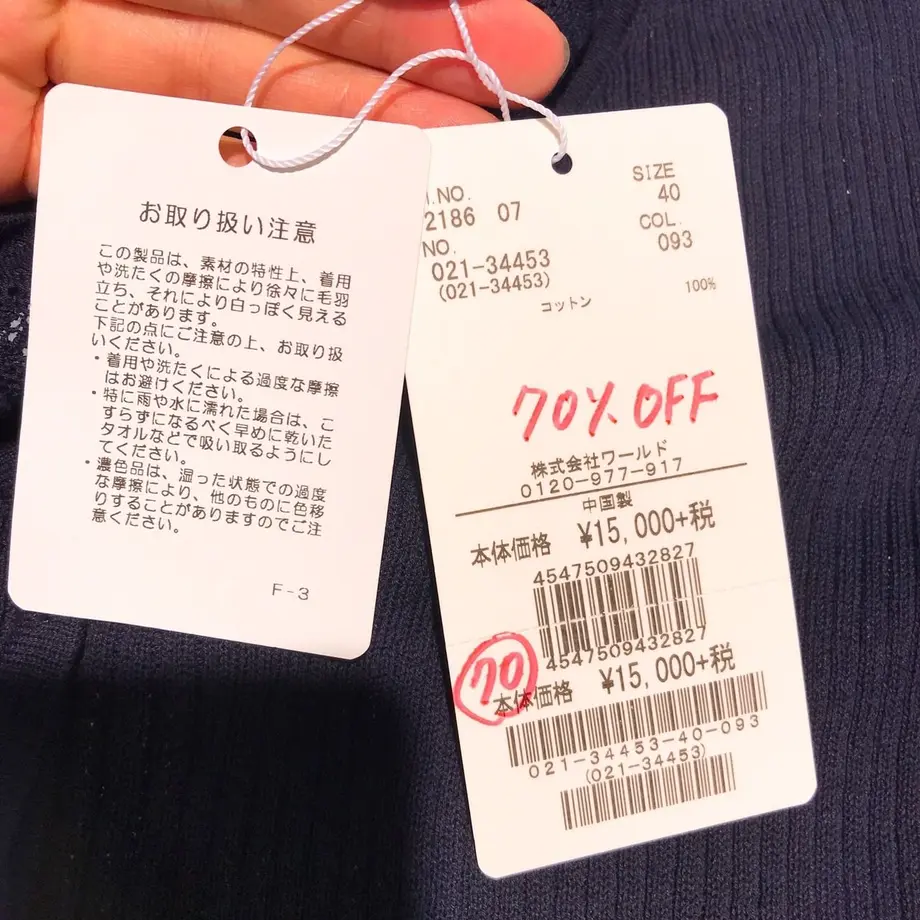 お取り扱い注意
この製品は、素材の特性上、着用
や洗たくの摩擦により徐々に毛羽
立ち、それにより白っぽく見える
ことがあります。
下記の点にご注意の上、お取り扱
いください。
・着用や洗たくによる過度な摩擦
はお避けください。
・特に雨や水に濡れた場合は、こ
すらずになるべく早めに乾いた
タオルなどで吸い取るようにし
てください。
・濃色品は、湿った状態での過度
な摩擦により、他のものに色移
りすることがありますのでご注
意ください。
F-3
.NO.
2186 07
SIZE
40
NO.
021-34453
(021-34453)
COL.
093
コットン 100%
70% OFF
株式会社ワールド
0120-977-917
中国製
本体価格 ¥15,000+税
4547509432827
4547509432827
70
本体価格 ¥15,000+税
021-34453-40-093
(021-34453)